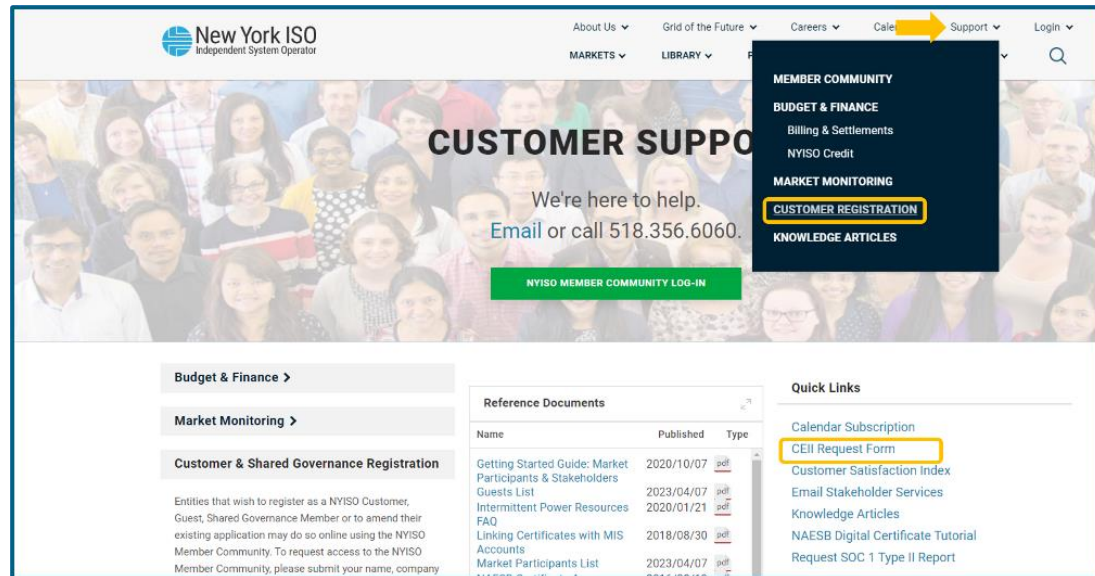 New York ISO
Independent System Operator
About Us
Grid of the Future
Careers
Support
Login
MARKETS
LIBRARY
MEMBER COMMUNITY
BUDGET & FINANCE
Billing & Settlements
NYISO Credit
MARKET MONITORING
CUSTOMER REGISTRATION
KNOWLEDGE ARTICLES
CUSTOMER SUPPO
We're here to help.
Email or call 518.356.6060.
NYISO MEMBER COMMUNITY LOG-IN
Budget & Finance >
Market Monitoring >
Customer & Shared Governance Registration
Entities that wish to register as a NYISO Customer,
Guest, Shared Governance Member or to amend their
existing application may do so online using the NYISO
Member Community. To request access to the NYISO
Member Community, please submit your name, company
Reference Documents
Name Published Type
Getting Started Guide: Market 2020/10/07 pdf
Participants & Stakeholders
Guests List 2023/04/07 pdf
Intermittent Power Resources 2020/01/21 pdf
FAQ
Linking Certificates with MIS 2018/08/30 pdf
Accounts
Market Participants List 2023/04/07 pdf
Quick Links
Calendar Subscription
CEII Request Form
Customer Satisfaction Index
Email Stakeholder Services
Knowledge Articles
NAESB Digital Certificate Tutorial
Request SOC 1 Type II Report